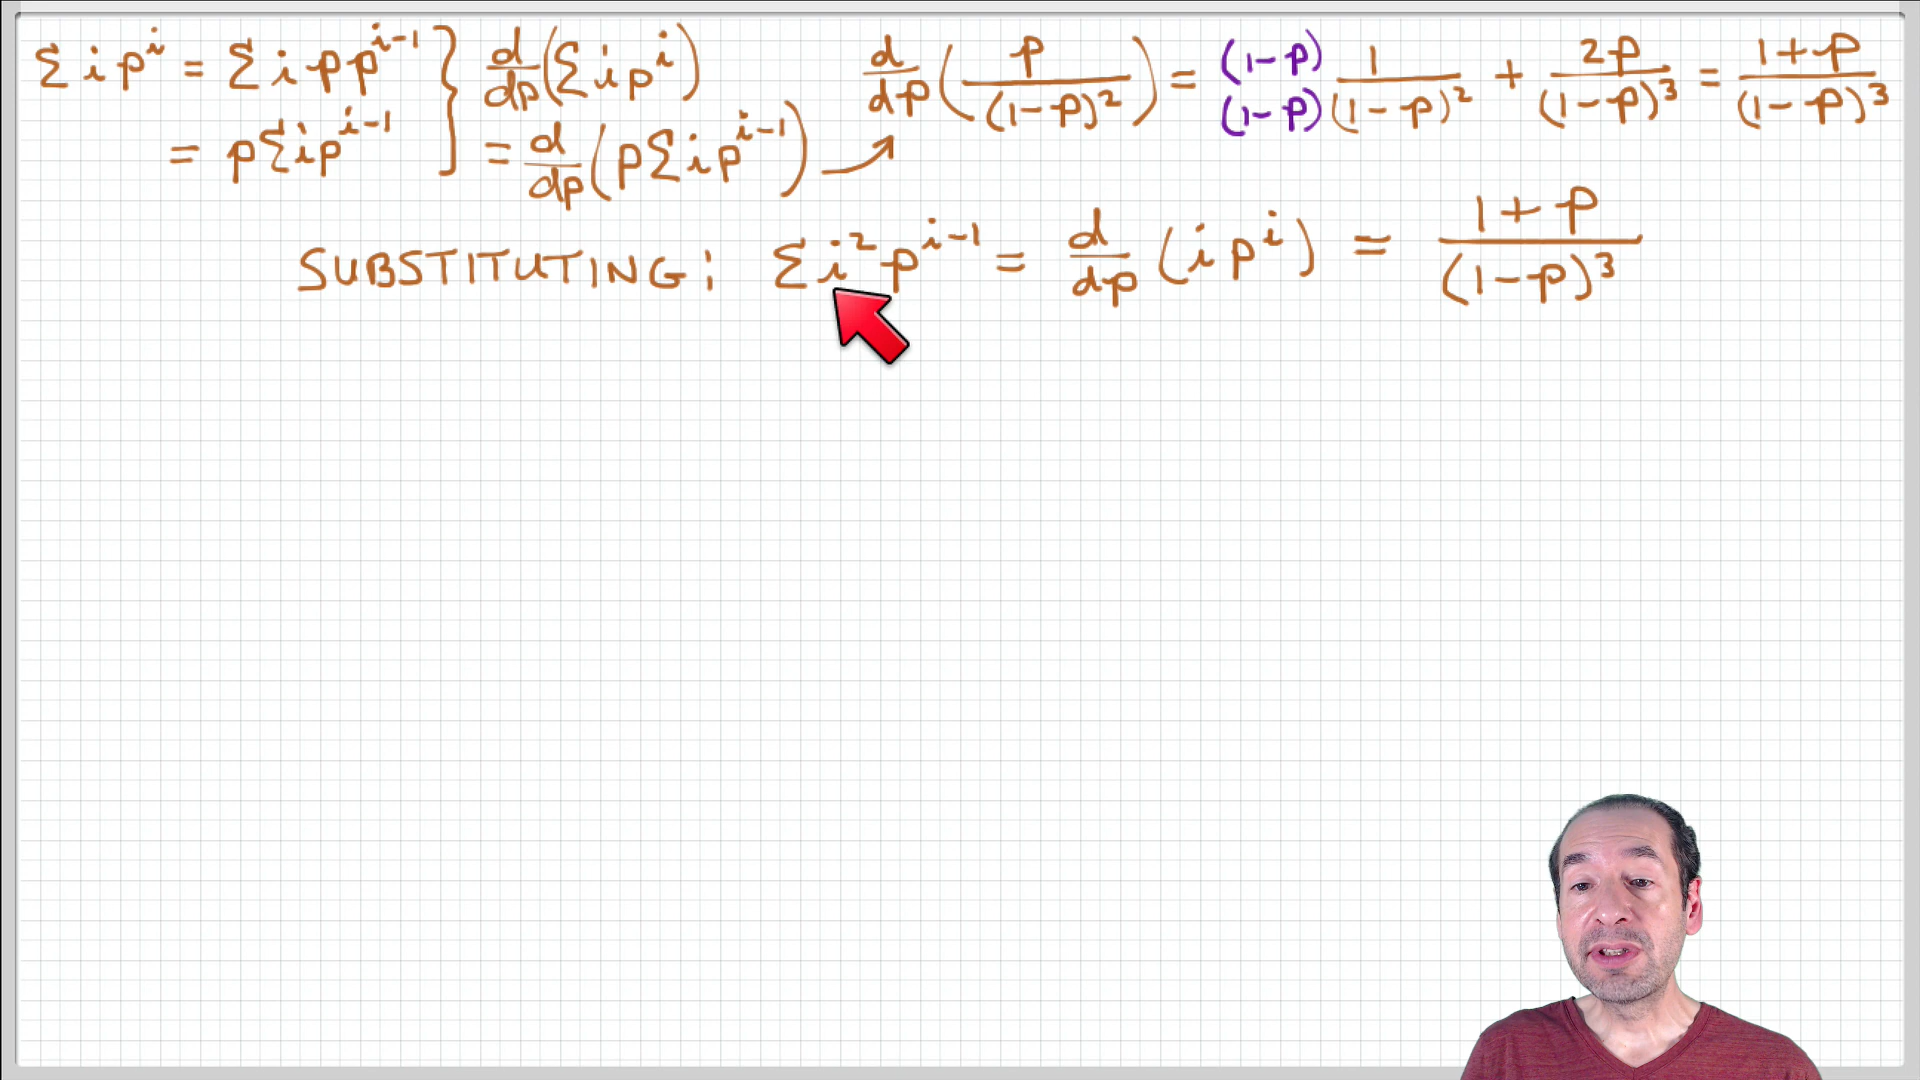 Σ i p^i = Σ i p p^{i-1} } d/dp (Σ i p^i)
= p Σ i p^{i-1} = d/dp (p Σ i p^{i-1})
d/dp (p/(1-p)^2) = (1-p)/(1-p) 1/(1-p)^2 + 2p/(1-p)^3 = 1+p/(1-p)^3
SUBSTITUTING: Σ i^2 p^{i-1} = d/dp (i p^i) = 1+p/(1-p)^3